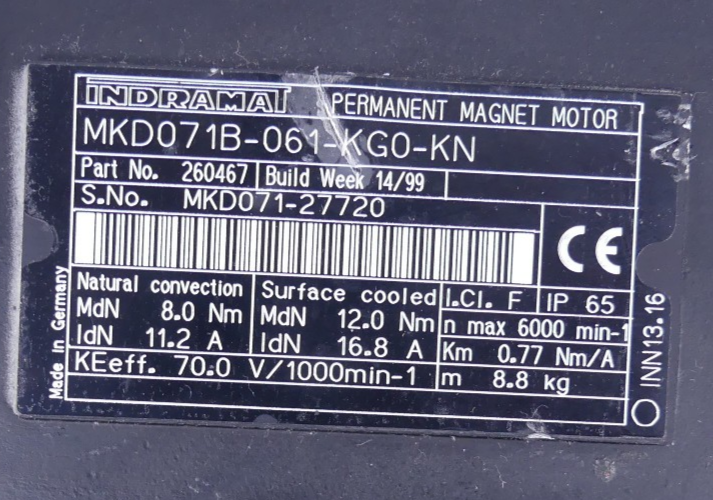 INDRAMAT PERMANENT MAGNET MOTOR
MKD071B-061-KG0-KN
Part No. 260467 Build Week 14/99
S.No. MKD071-27720
CE
Natural convection
MdN 8.0 Nm
IdN 11.2 A
Surface cooled
MdN 12.0 Nm
IdN 16.8 A
I.Cl. F IP 65
n max 6000 min-1
Km 0.77 Nm/A
KEeff. 70.0 V/1000min-1
m 8.8 kg
Made in Germany
INN13.16